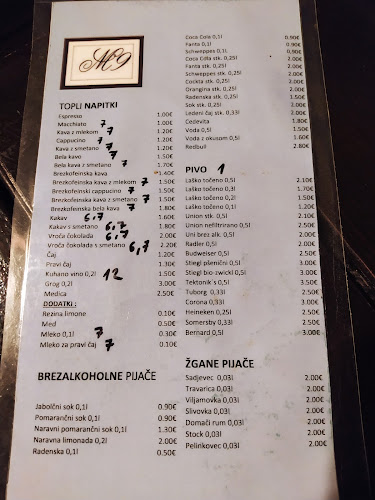 M9
TOPLI NAPITKI
Espresso 1.00€
Macchiato 7 1.00€
Kava z mlekom 7 1.20€
Cappucino 7 1.20€
Kava z smetano 7 1.50€
Bela kavo 1.50€
Bela kava z smetano 7 1.70€
Brezkofeinska kava 1.40€
Brezkofeinska kava z mlekom 7 1.50€
Brezkofeinski cappucino 7 1.50€
Brezkofeinska kava z smetano 7 1.50€
Brezkofeinska bela kava 7 1.80€
Kakav 6,7 1.60€
Kakav s smetano 6,7 1.80€
Vroča čokolada 6,7 2.00€
Vroča čokolada s smetano 6,7 2.20€
Čaj 1.20€
Pravi čaj 1.30€
Kuhano vino 0,2l 12 1.50€
Grog 0,2l 3.00€
Medica 2.50€
DODATKI :
Rezina limone 0.10€
Med 0.50€
Mleko 0,1l 7 0.30€
Mleko za pravi čaj 7 0.10€
BREZALKOHOLNE PIJAČE
Jabolčni sok 0,1l 0.90€
Pomarančni sok 0,1l 0.90€
Naravni pomarančni sok 0,1l 1.30€
Naravna limonada 0,2l 2.00€
Radenska 0,1l 0.50€
Coca Cola 0,1l 0.90€
Fanta 0,1l 0.90€
Schweppes 0,1l 0.90€
Coca Cola stk. 0,25l 2.00€
Fanta stk. 0,25l 2.00€
Schweppes stk. 0,25l 2.00€
Cockta stk. 0,25l 2.00€
Orangina stk. 0,25l 2.00€
Radenska stk. 0,25l 1.50€
Sok stk. 0,25l 2.00€
Ledeni čaj stk. 0,33l 2.00€
Cedevita 1.80€
Voda 0,5l 1.50€
Voda z okusom 0,5l 1.60€
Redbull 2.80€
PIVO 1
Laško točeno 0,5l 2.10€
Laško točeno 0,3l 1.70€
Laško točeno 0,2l 1.50€
Laško točeno 0,1l 1.20€
Union stk. 0,5l 2.10€
Union nefiltrirano 0,5l 2.50€
Uni brez alk. 0,5l 2.00€
Radler 0,5l 2.00€
Budweiser 0,5l 2.50€
Stiegl pšenični 0,5l 3.00€
Stiegl bio-zwickl 0,5l 3.00€
Tektonik's 0,5l 3.50€
Tuborg 0,33l 2.50€
Corona 0,33l 3.00€
Heineken 0,25l 2.50€
Somersby 0,33l 2.50€
Bernard 0,5l 3.00€
ŽGANE PIJAČE
Sadjevec 0,03l 2.00€
Travarica 0,03l 2.00€
Viljamovka 0,03l 2.00€
Slivovka 0,03l 2.00€
Domači rum 0,03l 2.00€
Stock 0,03l 2.00€
Pelinkovec 0,03l 2.00€